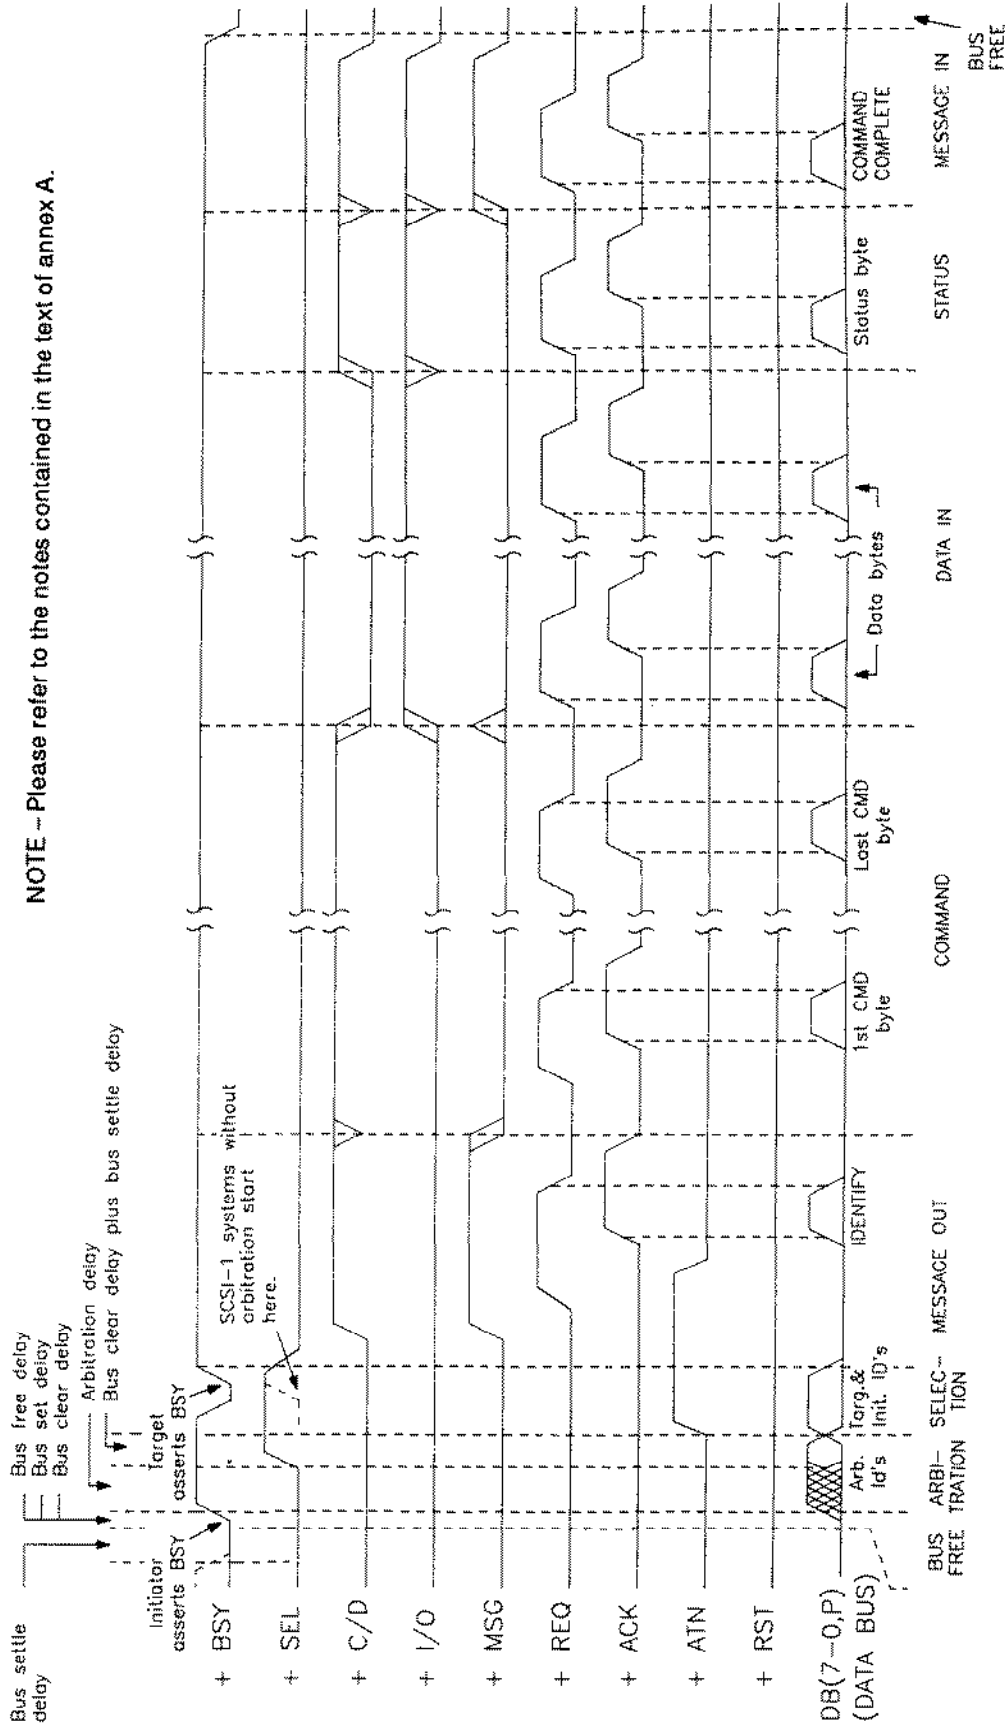 NOTE – Please refer to the notes contained in the text of annex A.
Bus settle
delay
Bus free delay
Bus set delay
Bus clear delay
Arbitration delay
Bus clear delay plus bus settle delay
Initiator
asserts BSY
Target
asserts BSY
SCSI-1 systems without
arbitration start
here.
+ BSY
+ SEL
+ C/D
+ I/O
+ MSG
+ REQ
+ ACK
+ ATN
+ RST
DB(7-0,P)
(DATA BUS)
Arb.
Id's
Targ.&
Init. ID's
IDENTIFY
1st CMD
byte
Last CMD
byte
Data bytes
Status byte
COMMAND
COMPLETE
BUS
FREE
ARBI-
TRATION
SELEC-
TION
MESSAGE OUT
COMMAND
DATA IN
STATUS
MESSAGE IN
BUS
FREE